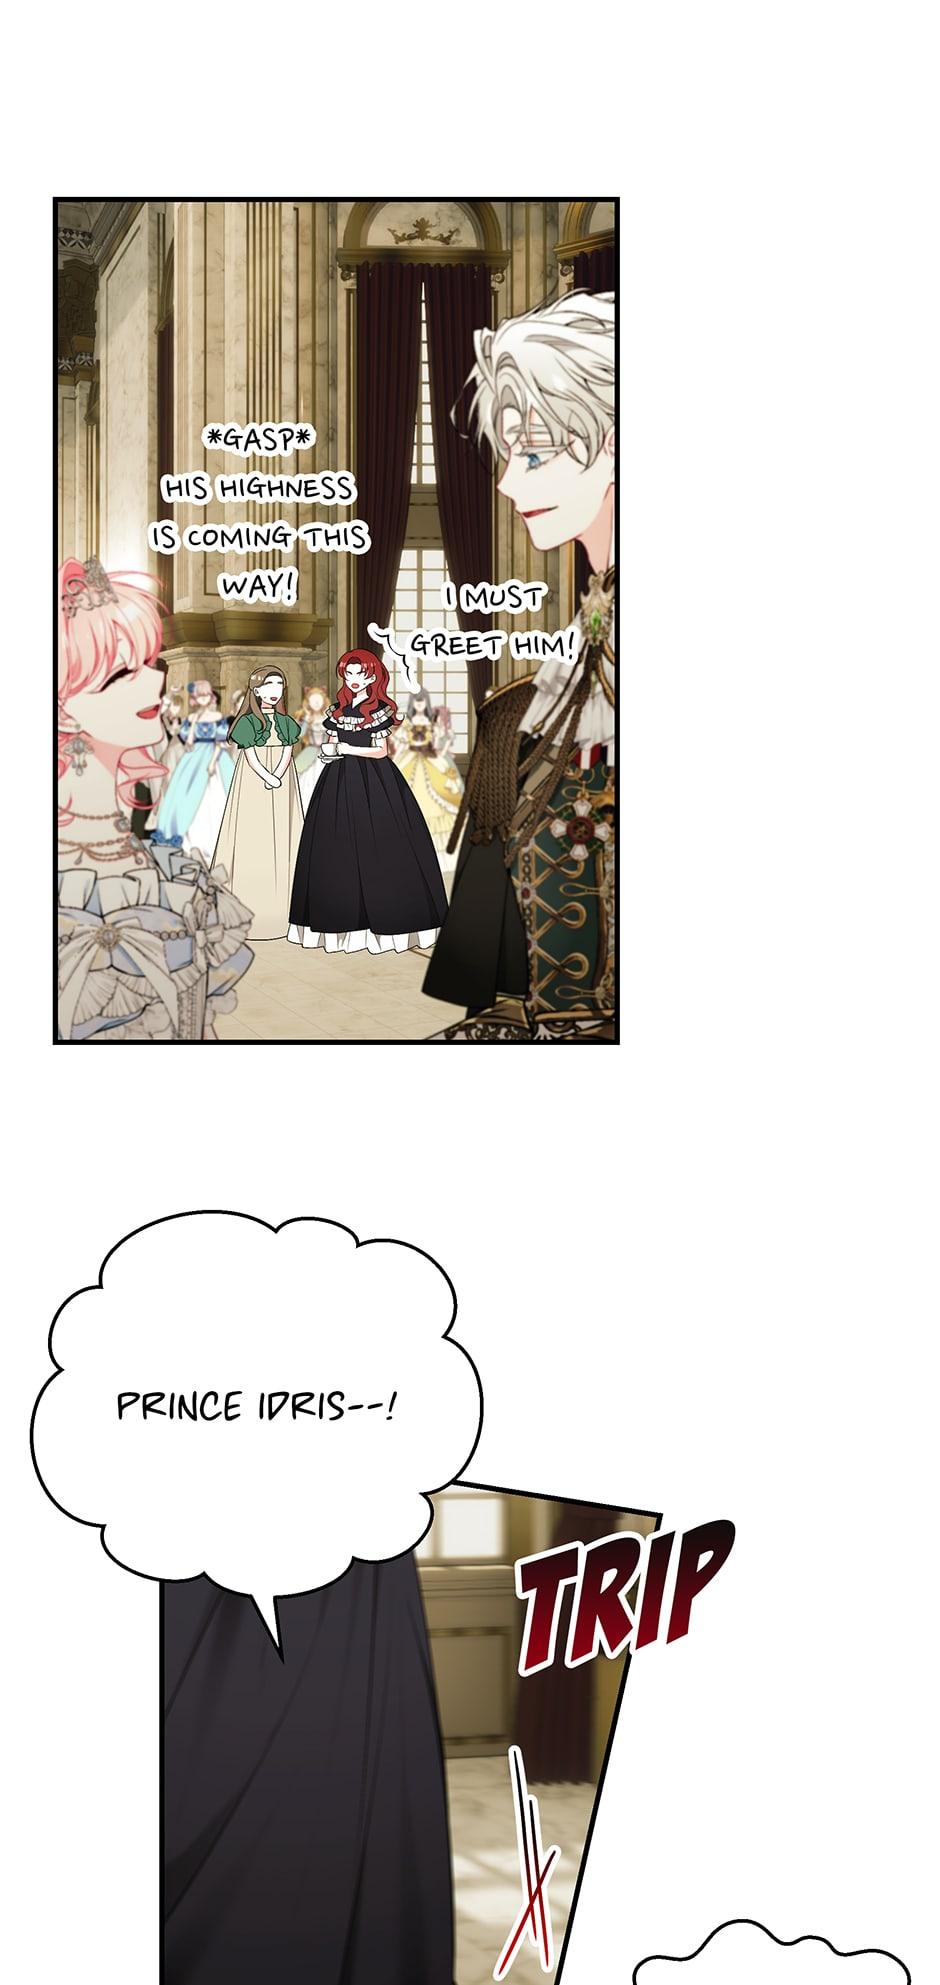 *GASP*
HIS HIGHNESS
IS COMING THIS
WAY!
I MUST
GREET HIM!
PRINCE IDRIS--!
TRIP